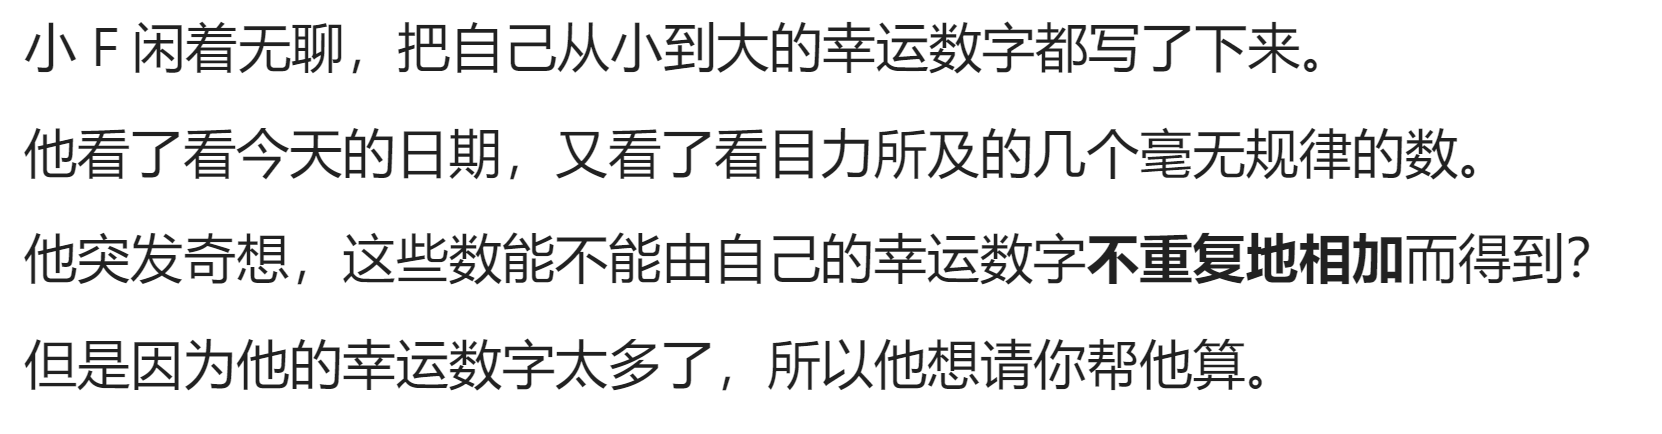 小 F 闲着无聊，把自己从小到大的幸运数字都写了下来。
他看了看今天的日期，又看了看目力所及的几个毫无规律的数。
他突发奇想，这些数能不能由自己的幸运数字不重复地相加而得到？
但是因为他的幸运数字太多了，所以他想请你帮他算。